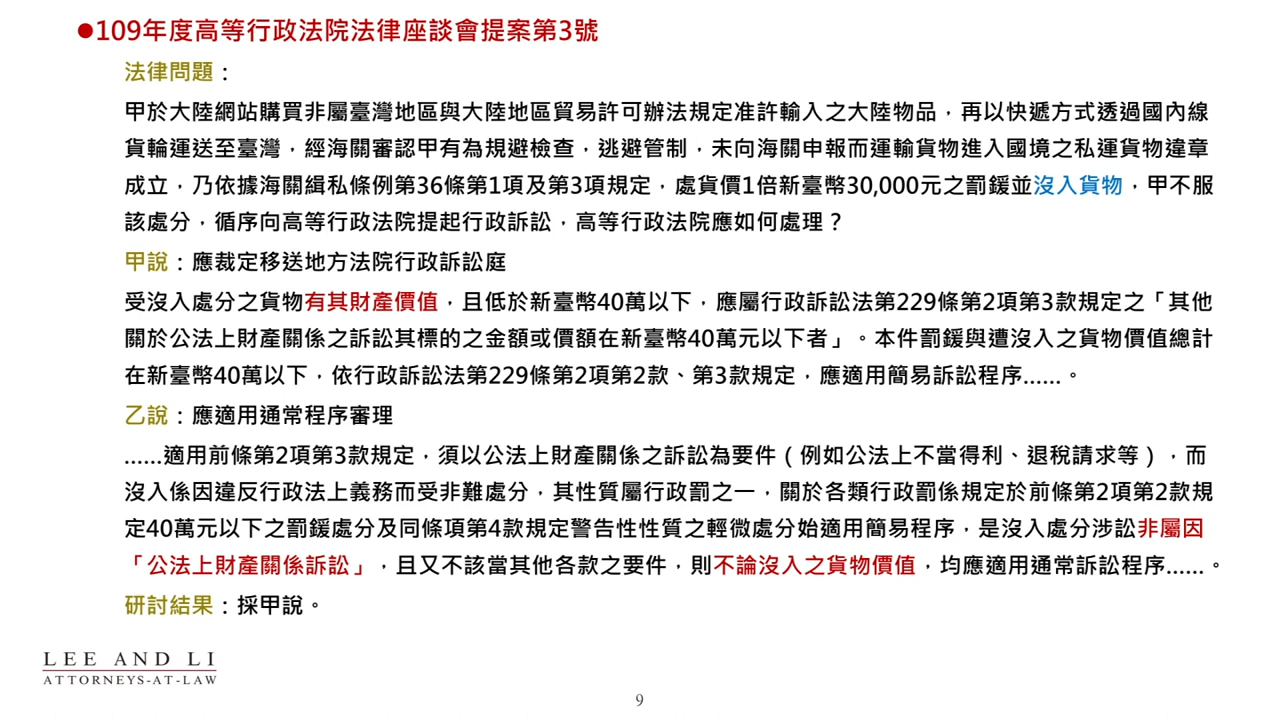 ●109年度高等行政法院法律座談會提案第3號
法律問題：
甲於大陸網站購買非屬臺灣地區與大陸地區貿易許可辦法規定准許輸入之大陸物品，再以快遞方式透過國內線
貨輪運送至臺灣，經海關審認甲有為規避檢查，逃避管制，未向海關申報而運輸貨物進入國境之私運貨物違章
成立，乃依據海關緝私條例第36條第1項及第3項規定，處貨價1倍新臺幣30,000元之罰鍰並沒入貨物，甲不服
該處分，循序向高等行政法院提起行政訴訟，高等行政法院應如何處理？
甲說：應裁定移送地方法院行政訴訟庭
受沒入處分之貨物有其財產價值，且低於新臺幣40萬以下，應屬行政訴訟法第229條第2項第3款規定之「其他
關於公法上財產關係之訴訟其標的之金額或價額在新臺幣40萬元以下者」。本件罰鍰與遭沒入之貨物價值總計
在新臺幣40萬以下，依行政訴訟法第229條第2項第2款、第3款規定，應適用簡易訴訟程序......。
乙說：應適用通常程序審理
......適用前條第2項第3款規定，須以公法上財產關係之訴訟為要件（例如公法上不當得利、退稅請求等），而
沒入係因違反行政法上義務而受非難處分，其性質屬行政罰之一，關於各類行政罰係規定於前條第2項第2款規
定40萬元以下之罰鍰處分及同條項第4款規定警告性性質之輕微處分始適用簡易程序，是沒入處分涉訟非屬因
「公法上財產關係訴訟」，且又不該當其他各款之要件，則不論沒入之貨物價值，均應適用通常訴訟程序......。
研討結果：採甲說。
LEE AND LI
ATTORNEYS-AT-LAW
9